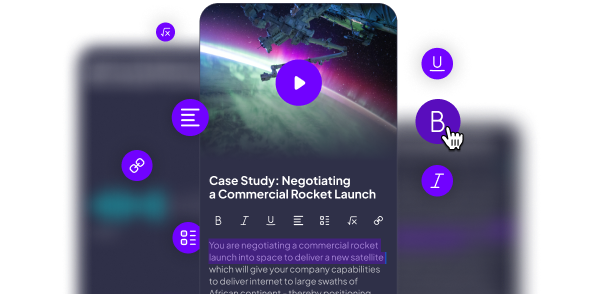 √x
U
B
I
Case Study: Negotiating
a Commercial Rocket Launch
B I U √x
You are negotiating a commercial rocket
launch into space to deliver a new satellite
which will give your company capabilities
to deliver internet to large swaths of
African continent - thereby positioning